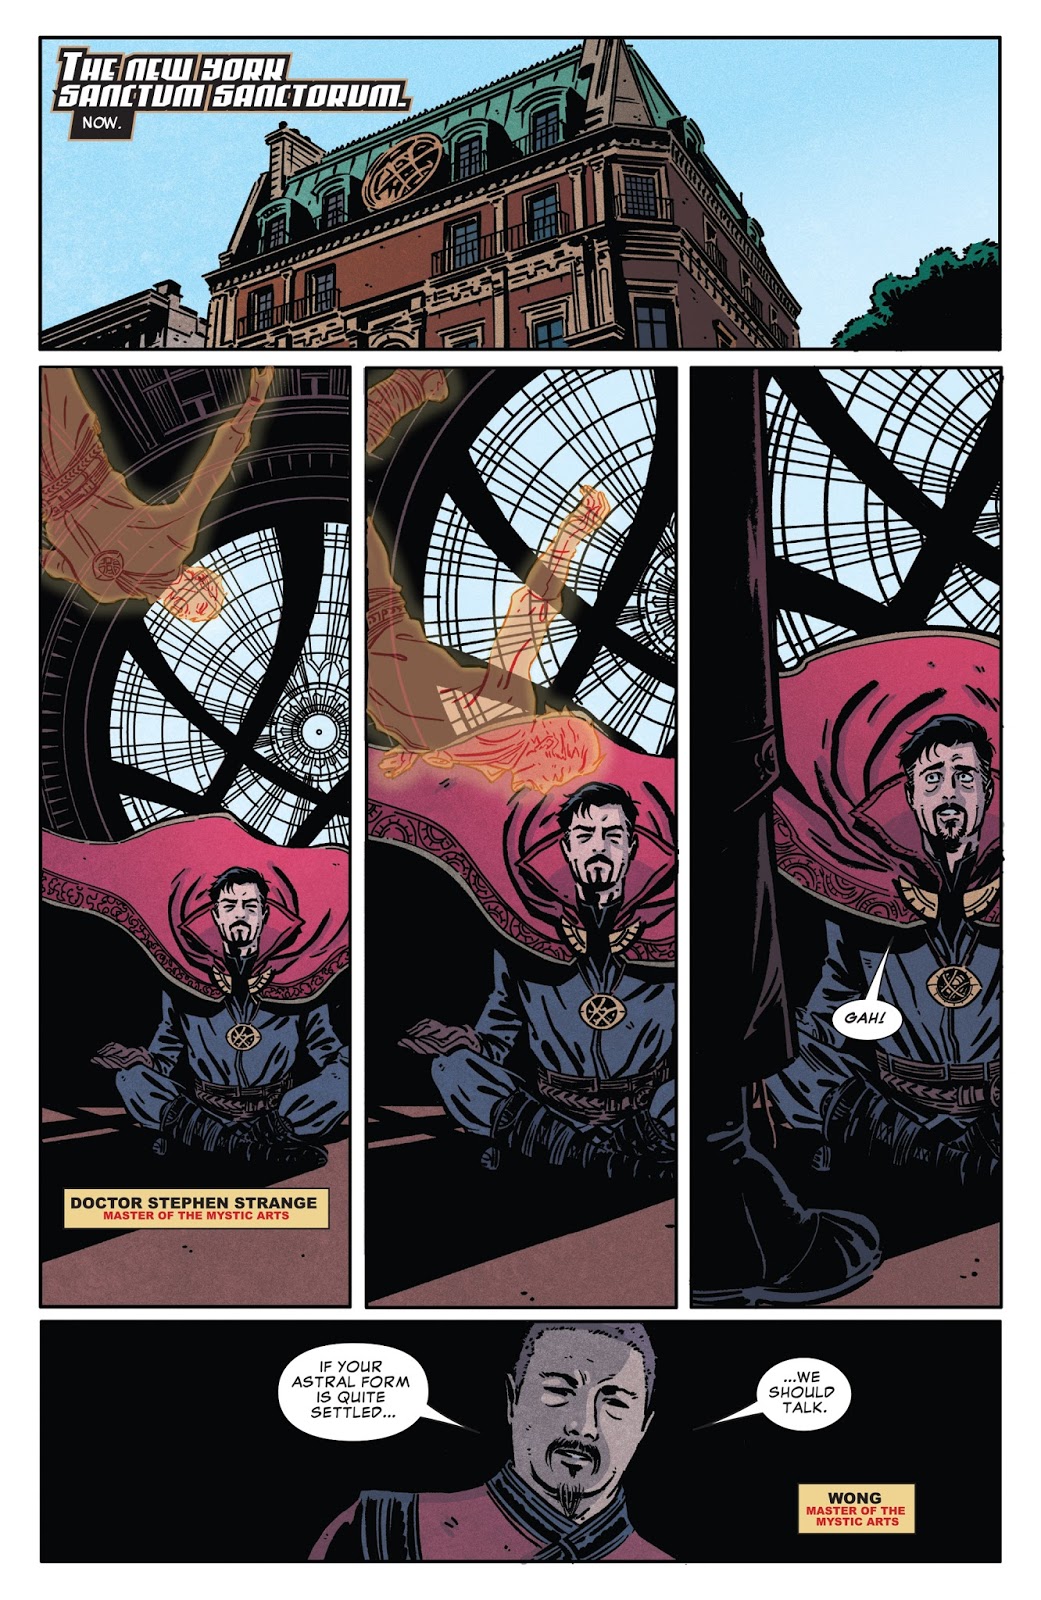 THE NEW YORK
SANCTUM SANCTORUM.
NOW.
DOCTOR STEPHEN STRANGE
MASTER OF THE MYSTIC ARTS
GAH!
IF YOUR
ASTRAL FORM
IS QUITE
SETTLED...
...WE
SHOULD
TALK.
WONG
MASTER OF THE
MYSTIC ARTS